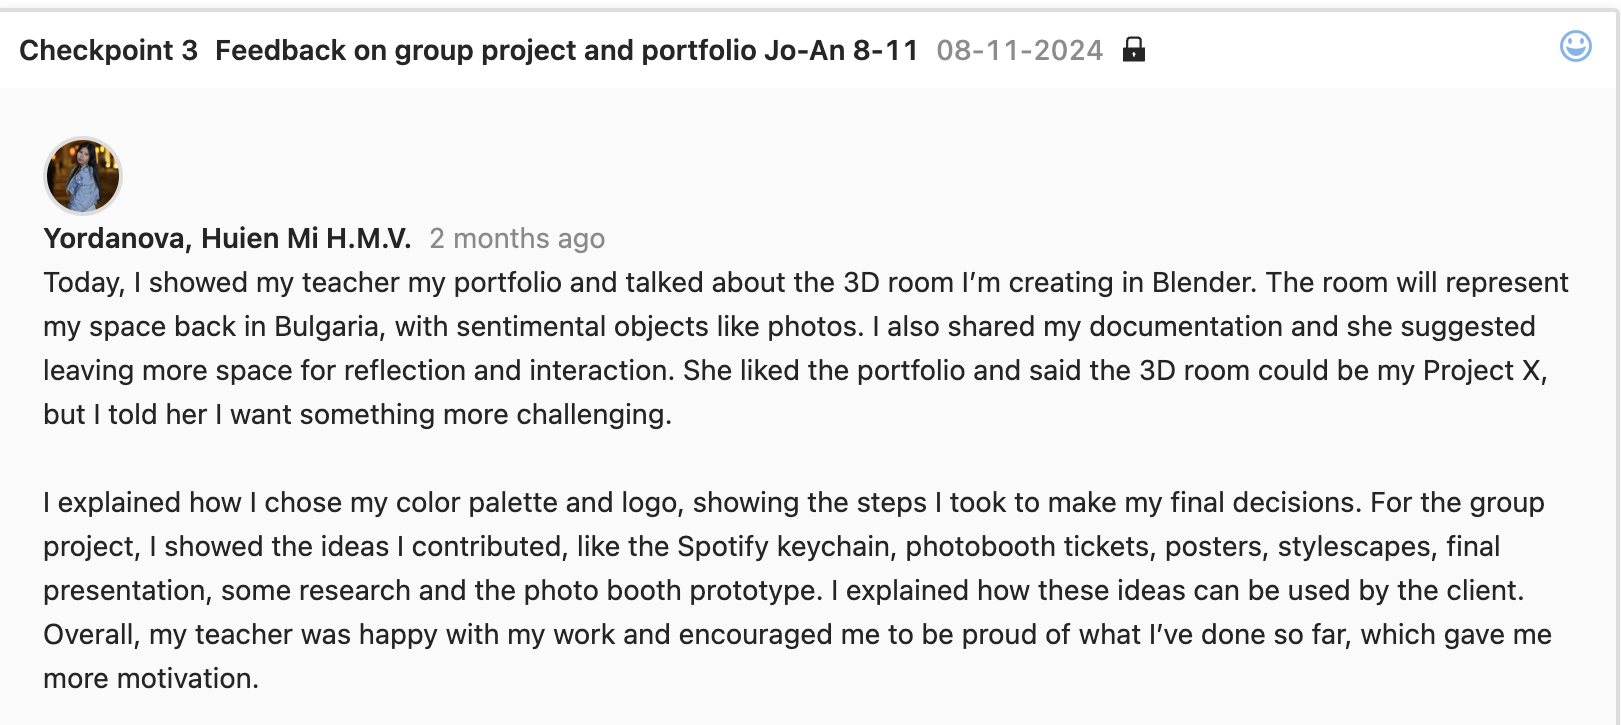 Checkpoint 3 Feedback on group project and portfolio Jo-An 8-11 08-11-2024
Yordanova, Huien Mi H.M.V. 2 months ago
Today, I showed my teacher my portfolio and talked about the 3D room I’m creating in Blender. The room will represent
my space back in Bulgaria, with sentimental objects like photos. I also shared my documentation and she suggested
leaving more space for reflection and interaction. She liked the portfolio and said the 3D room could be my Project X,
but I told her I want something more challenging.
I explained how I chose my color palette and logo, showing the steps I took to make my final decisions. For the group
project, I showed the ideas I contributed, like the Spotify keychain, photobooth tickets, posters, stylescapes, final
presentation, some research and the photo booth prototype. I explained how these ideas can be used by the client.
Overall, my teacher was happy with my work and encouraged me to be proud of what I’ve done so far, which gave me
more motivation.